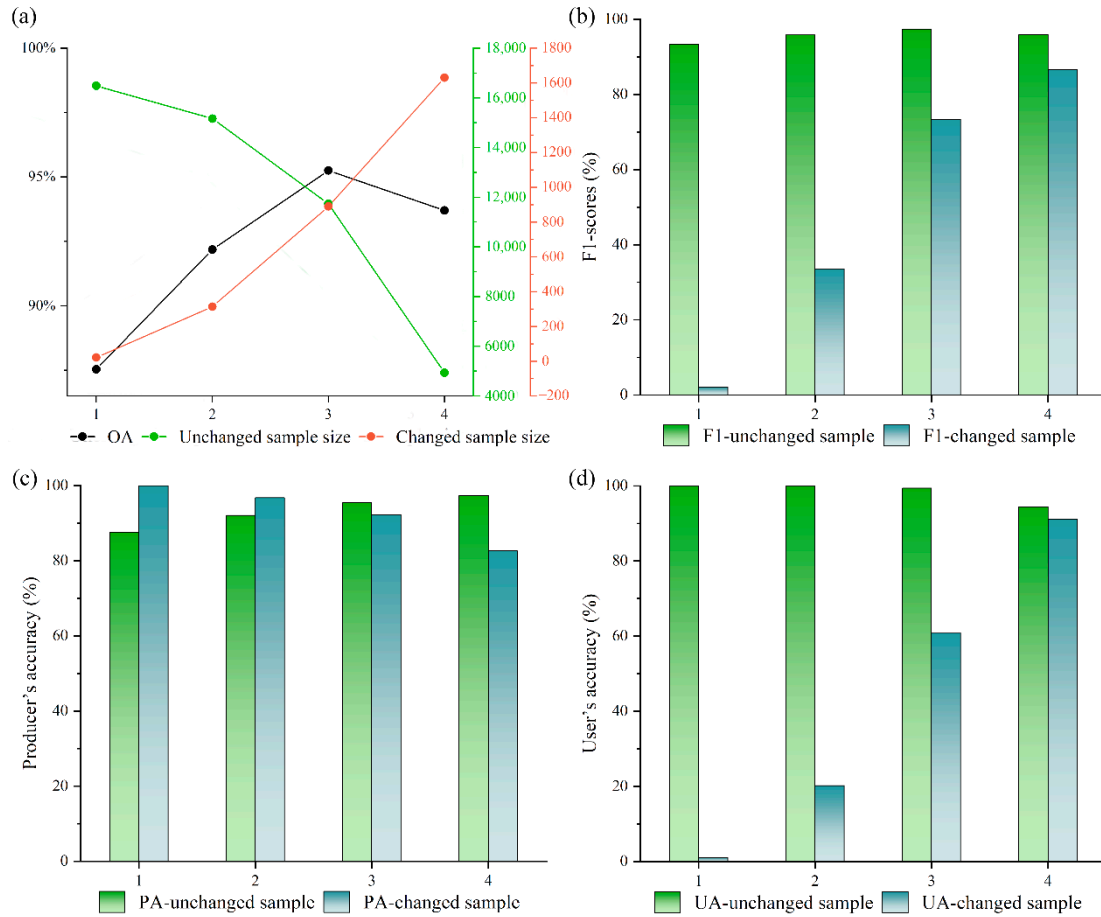 (a)
100%
95%
90%
18,000
16,000
14,000
12,000
10,000
8000
6000
4000
1800
1600
1400
1200
1000
800
600
400
200
0
−200
1 2 3 4
OA Unchanged sample size Changed sample size
(b)
F1-scores (%)
100
80
60
40
20
0
1 2 3 4
F1-unchanged sample F1-changed sample
(c)
Producer's accuracy (%)
100
80
60
40
20
0
1 2 3 4
PA-unchanged sample PA-changed sample
(d)
User's accuracy (%)
100
80
60
40
20
0
1 2 3 4
UA-unchanged sample UA-changed sample